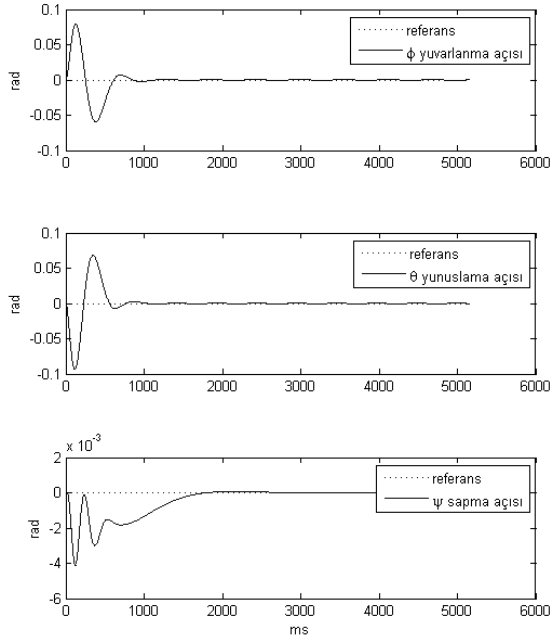 0.1
0.05
0
-0.05
-0.1
rad
referans
ϕ yuvarlanma açısı
0 1000 2000 3000 4000 5000 6000
0.1
0.05
0
-0.05
-0.1
rad
referans
θ yunuslama açısı
0 1000 2000 3000 4000 5000 6000
x 10^-3
2
0
-2
-4
-6
rad
referans
ψ sapma açısı
0 1000 2000 3000 4000 5000 6000
ms